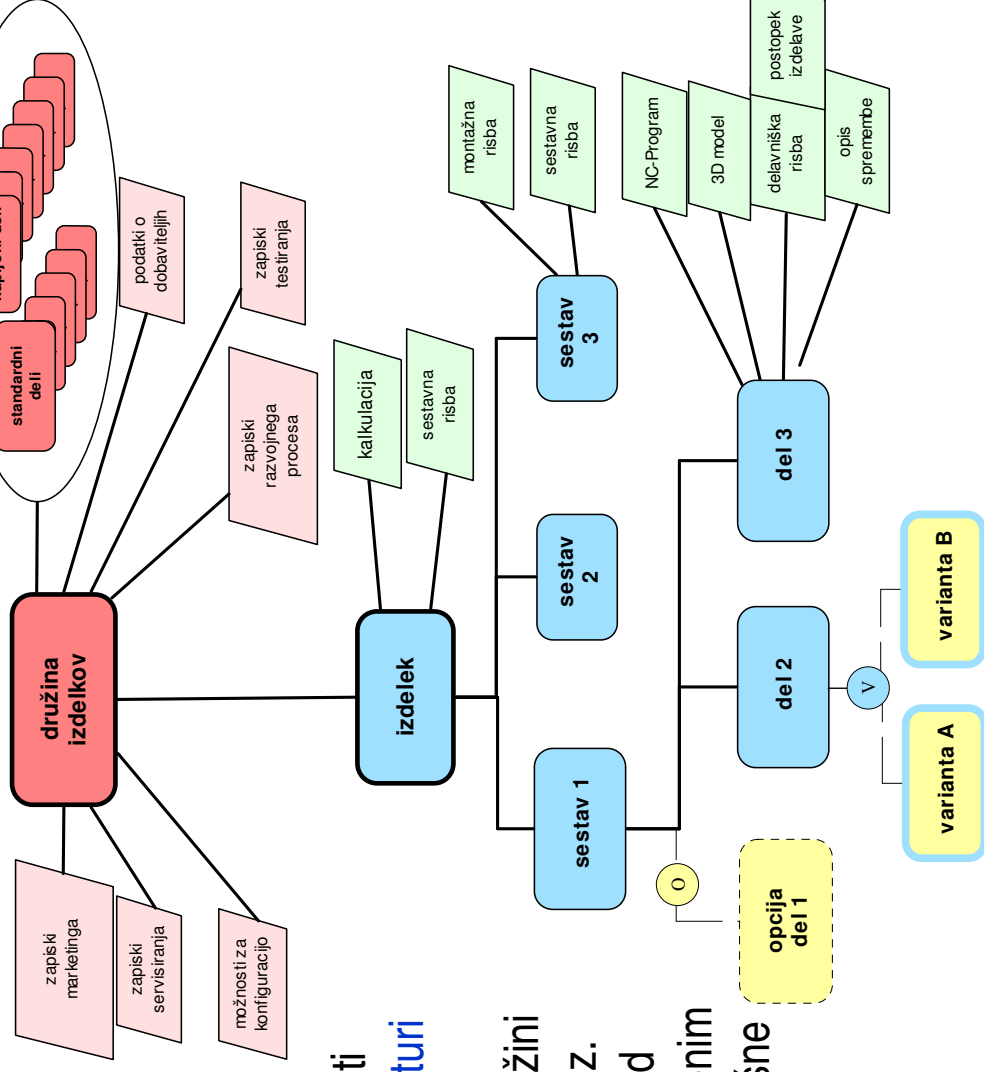 standardni
deli
podatki o
dobaviteljih
zapiski
testiranja
zapiski
razvojnega
procesa
družina
izdelkov
zapiski
marketinga
zapiski
servisiranja
možnosti za
konfiguracijo
kalkulacija
sestavna
risba
izdelek
montažna
risba
sestavna
risba
sestav
3
sestav
2
sestav 1
NC-Program
3D model
delavniška
risba
postopek
izdelave
opis
spremembe
del 3
del 2
O
opcija
del 1
V
varianta A
varianta B
ti
turi
žini
z.
d
enim
šne